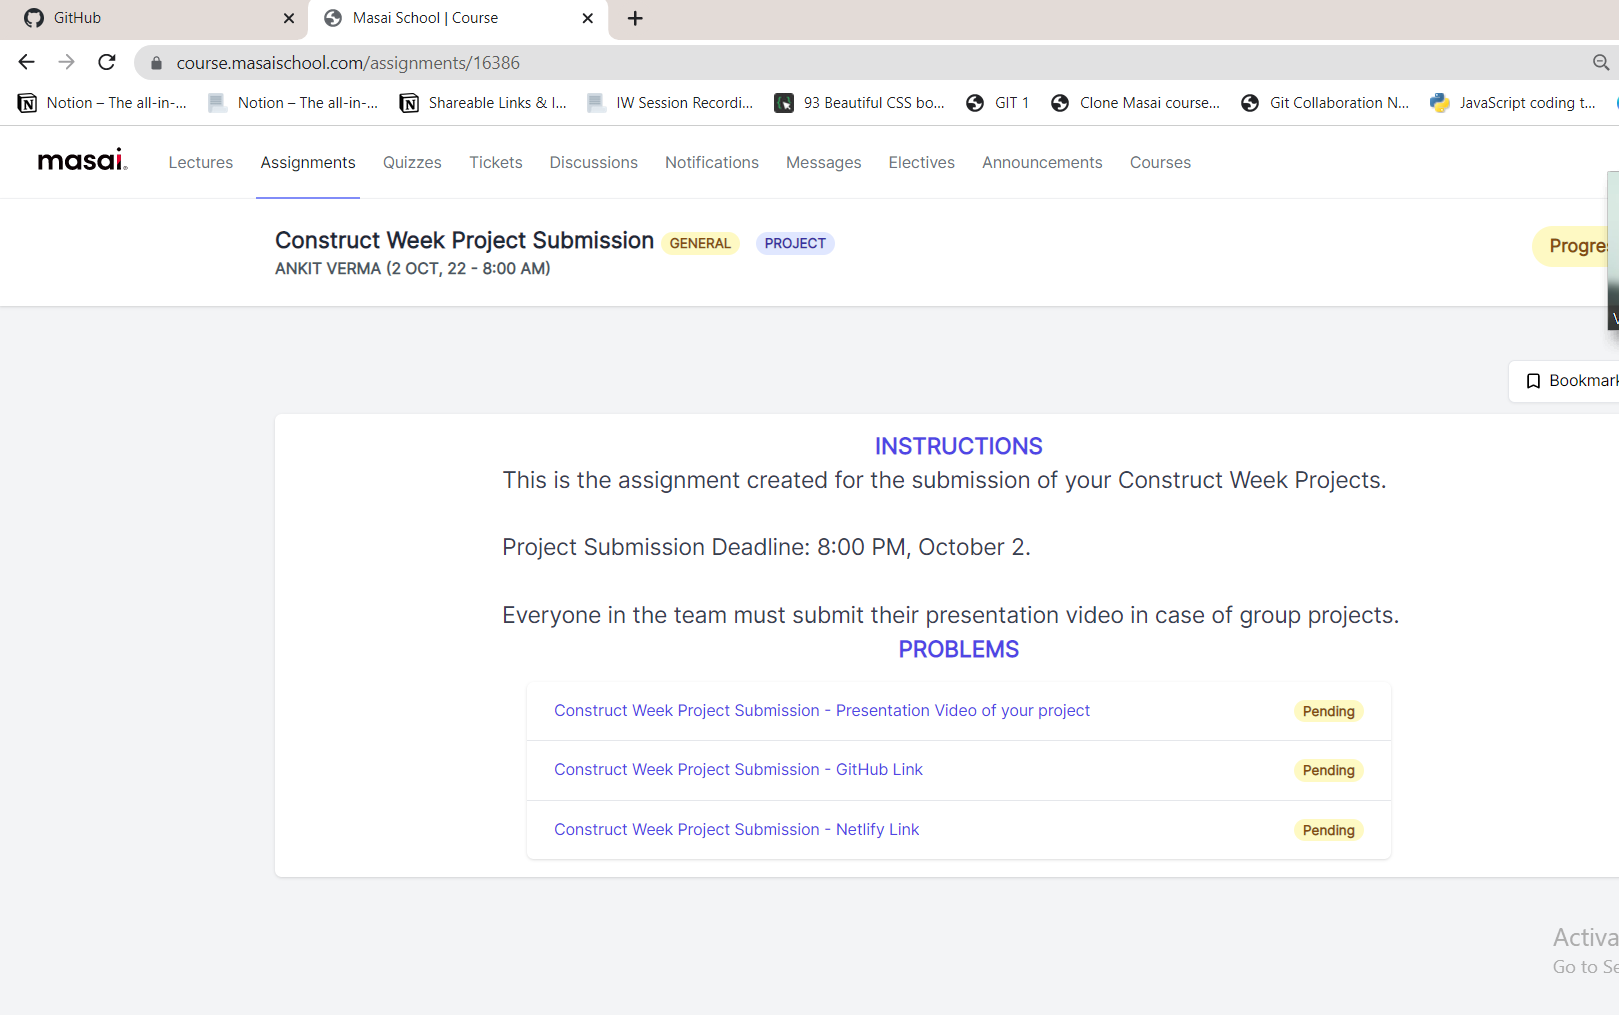 GitHub
Masai School | Course
course.masaischool.com/assignments/16386
Notion – The all-in-...
Notion – The all-in-...
Shareable Links & I...
IW Session Recordi...
93 Beautiful CSS bo...
GIT 1
Clone Masai course...
Git Collaboration N...
JavaScript coding t...
masai.
Lectures
Assignments
Quizzes
Tickets
Discussions
Notifications
Messages
Electives
Announcements
Courses
Construct Week Project Submission GENERAL PROJECT
Progre
ANKIT VERMA (2 OCT, 22 - 8:00 AM)
Bookmark
INSTRUCTIONS
This is the assignment created for the submission of your Construct Week Projects.
Project Submission Deadline: 8:00 PM, October 2.
Everyone in the team must submit their presentation video in case of group projects.
PROBLEMS
Construct Week Project Submission - Presentation Video of your project Pending
Construct Week Project Submission - GitHub Link Pending
Construct Week Project Submission - Netlify Link Pending
Activa
Go to Se